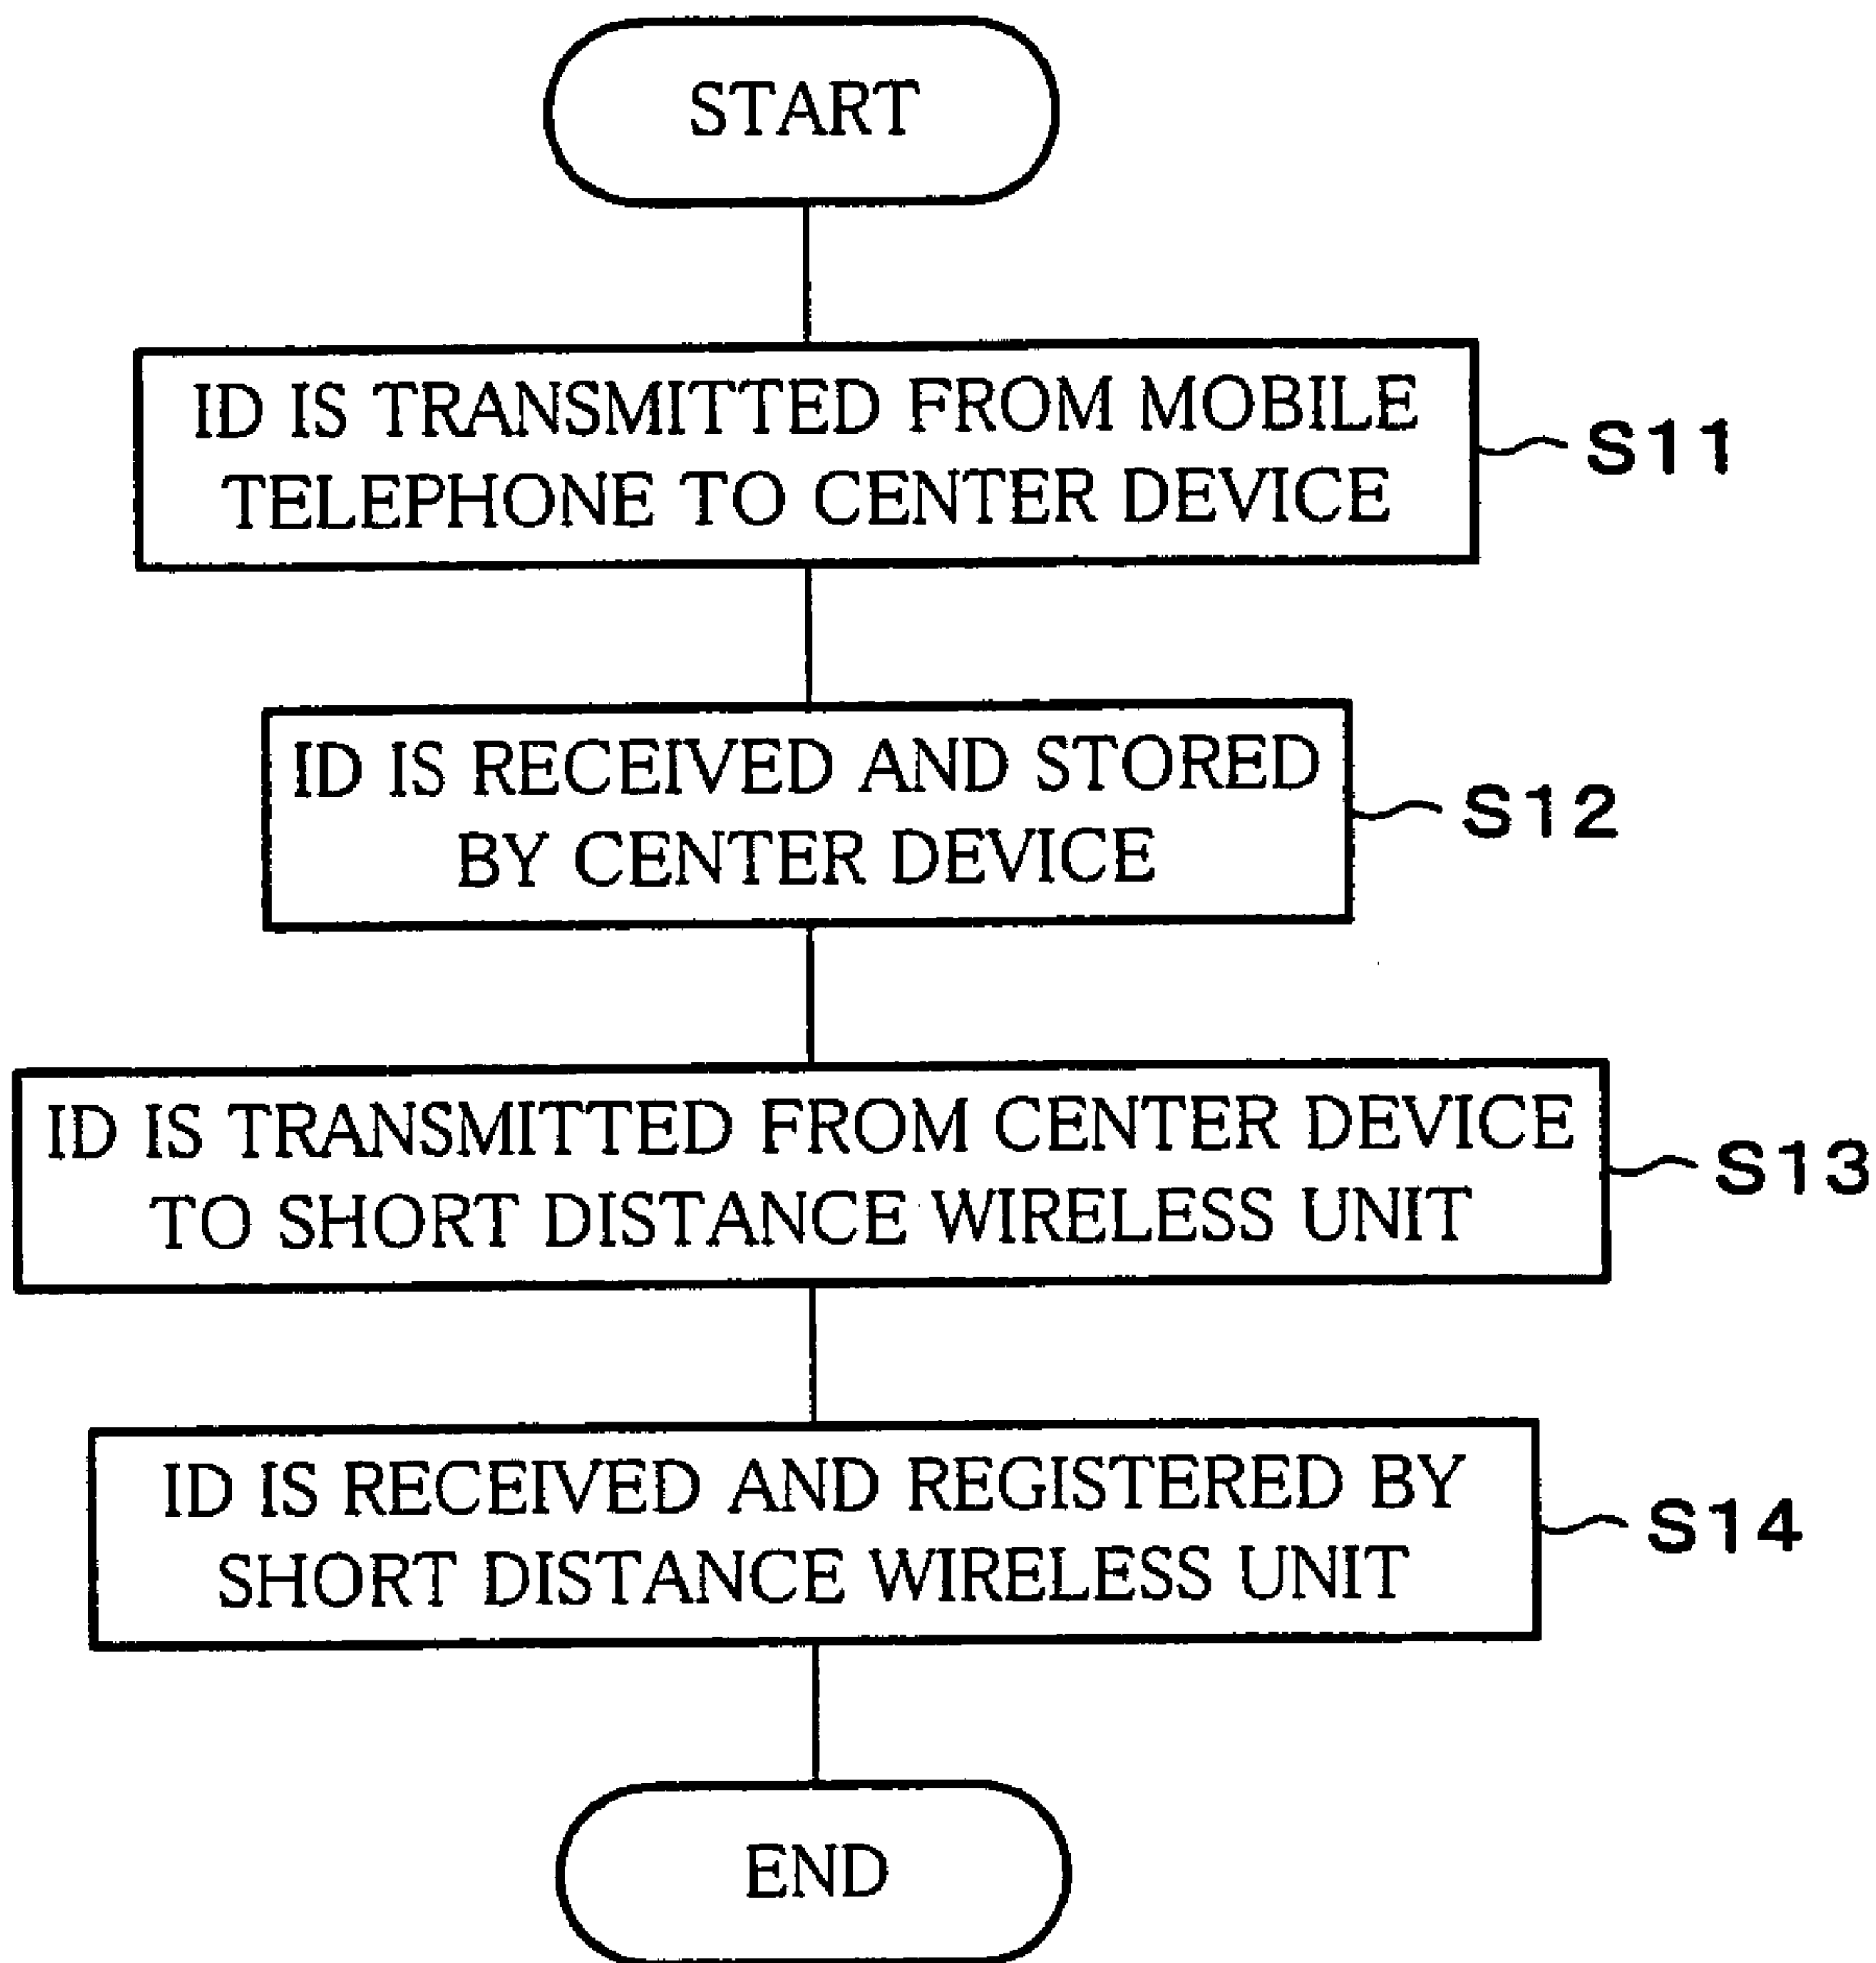 START
ID IS TRANSMITTED FROM MOBILE
TELEPHONE TO CENTER DEVICE
S11
ID IS RECEIVED AND STORED
BY CENTER DEVICE
S12
ID IS TRANSMITTED FROM CENTER DEVICE
TO SHORT DISTANCE WIRELESS UNIT
S13
ID IS RECEIVED AND REGISTERED BY
SHORT DISTANCE WIRELESS UNIT
S14
END